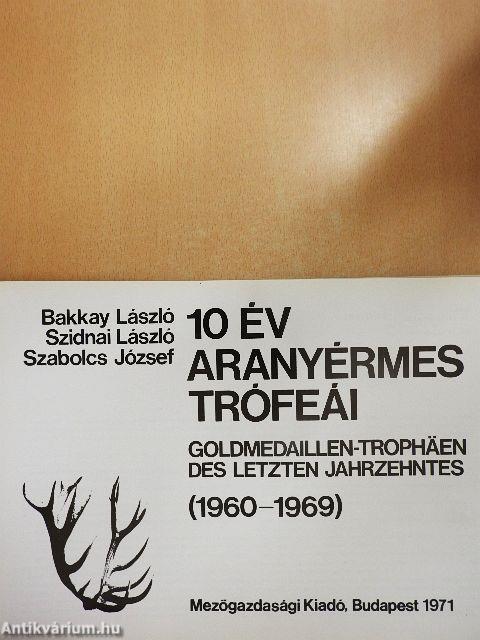 Bakkay László
Szidnai László
Szabolcs József
10 ÉV
ARANYÉRMES
TRÓFEÁI
GOLDMEDAILLEN-TROPHÄEN
DES LETZTEN JAHRZEHNTES
(1960–1969)
Mezőgazdasági Kiadó, Budapest 1971
Antikvárium.hu